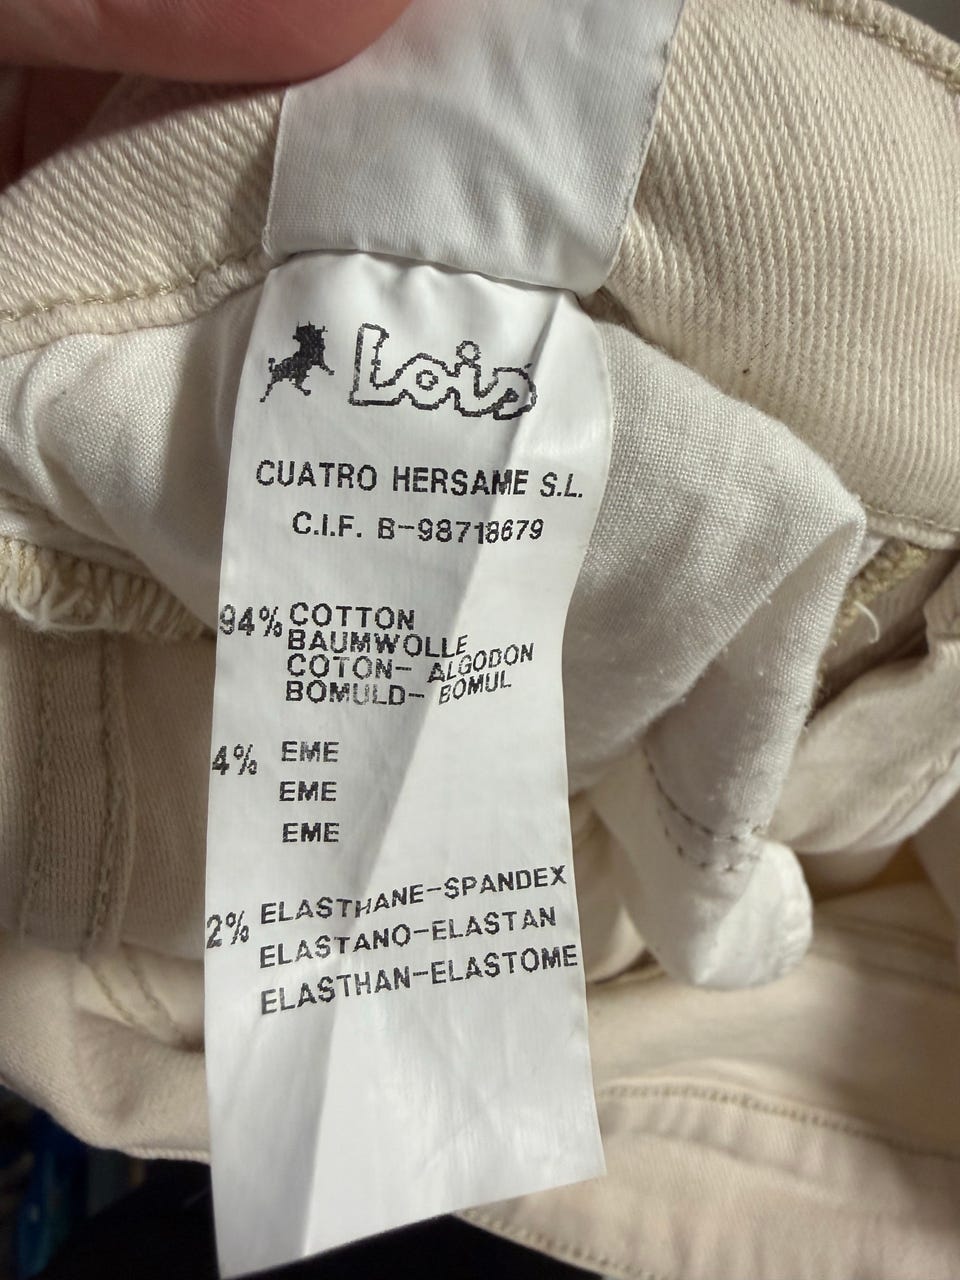 Lois
CUATRO HERSAME S.L.
C.I.F. B-98718679
94% COTTON
BAUMWOLLE
COTON- ALGODON
BOMULD- BOMUL
4% EME
EME
EME
2% ELASTHANE-SPANDEX
ELASTANO-ELASTAN
ELASTHAN-ELASTOME